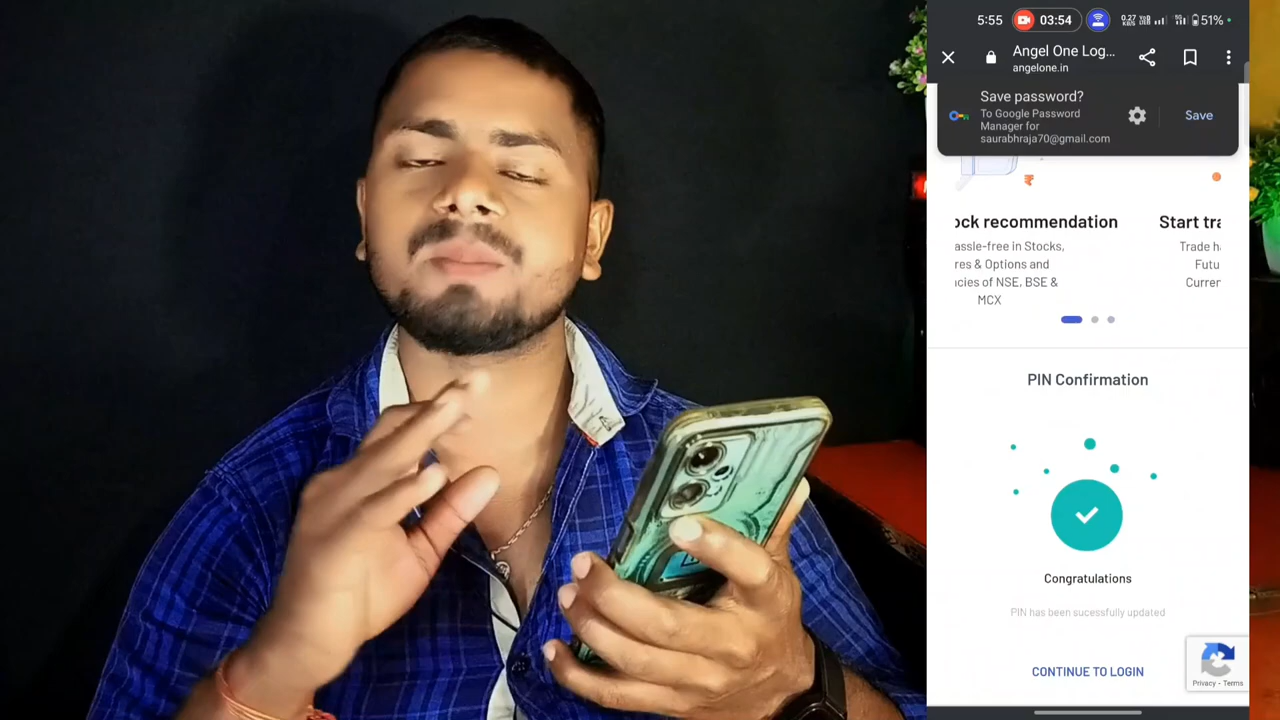 5:55 03:54 51%
Angel One Log...
angelone.in
Save password?
To Google Password
Manager for
saurabhraja70@gmail.com
Save
ock recommendation Start tra
assle-free in Stocks, Trade h
res & Options and Futu
cies of NSE, BSE & Curren
MCX
PIN Confirmation
Congratulations
PIN has been sucessfully updated
CONTINUE TO LOGIN
Privacy - Terms